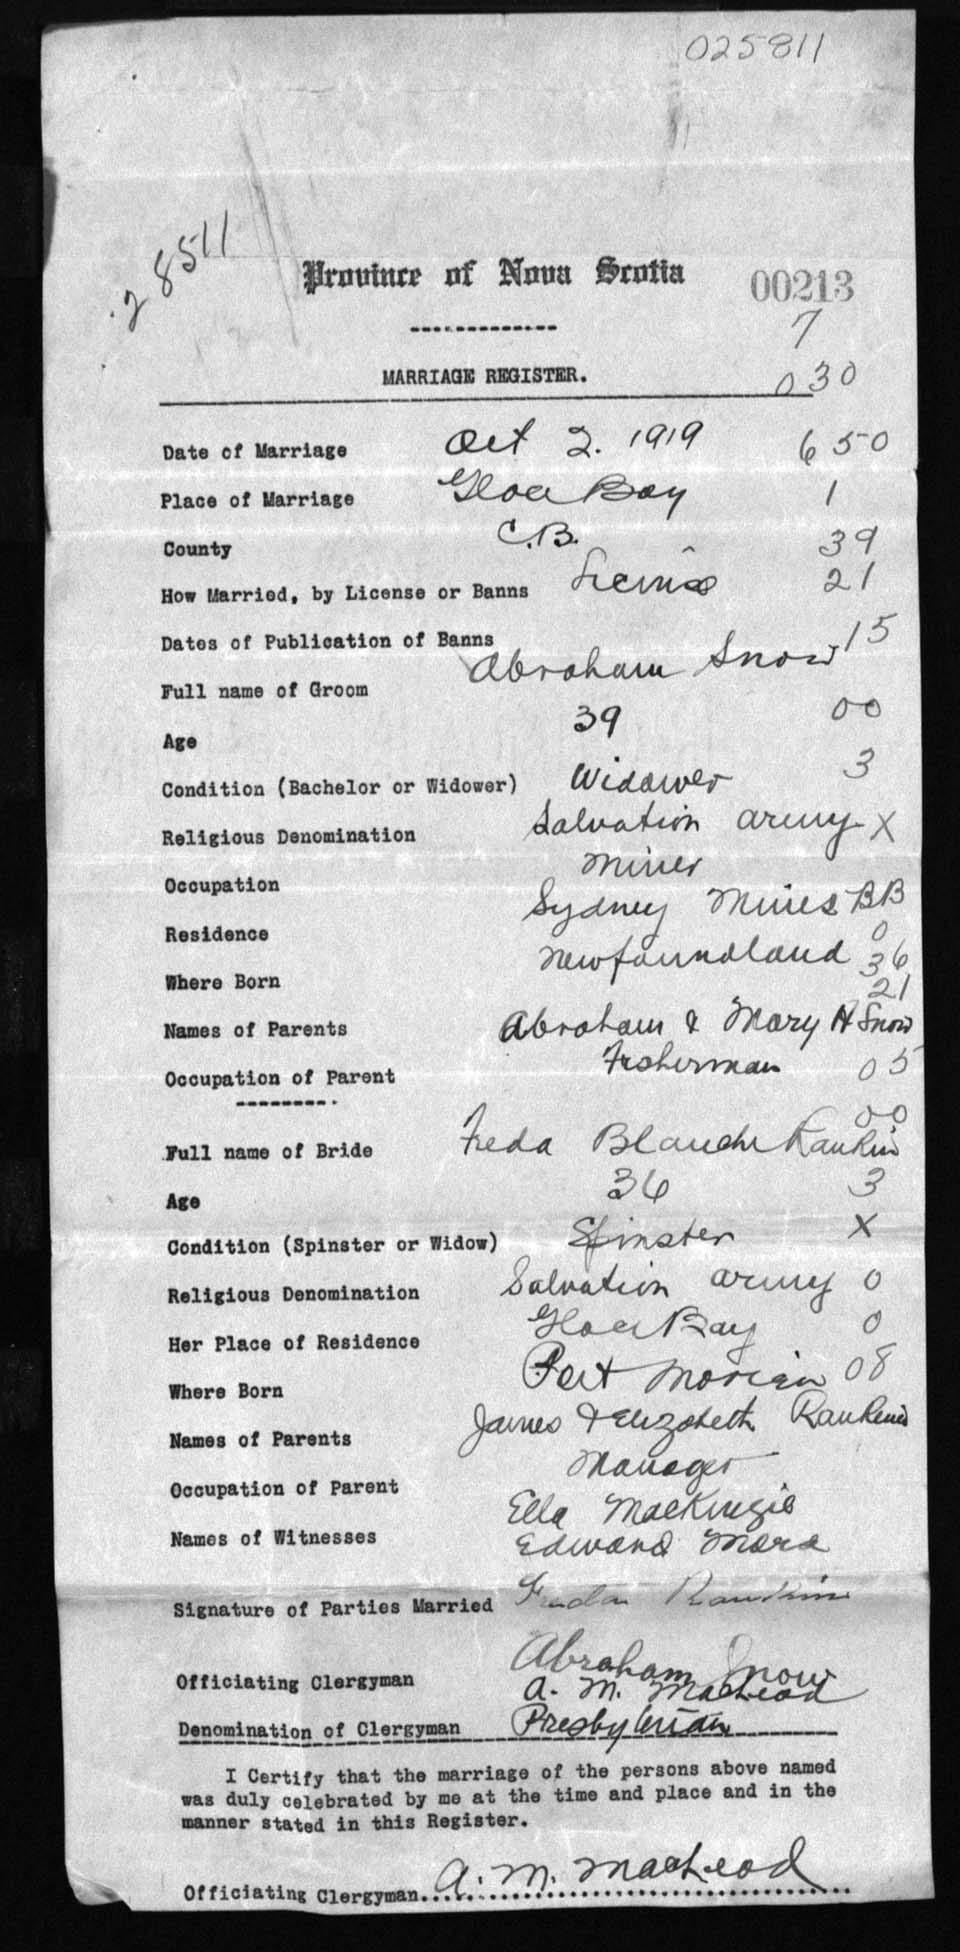 025811
28511
Province of Nova Scotia 00213
7
MARRIAGE REGISTER. 030
Date of Marriage Oct 2. 1919 650
Place of Marriage Glace Bay 1
County C.B. 39
How Married, by License or Banns License 21
Dates of Publication of Banns 15
Full name of Groom Abraham Snow
Age 39 00
Condition (Bachelor or Widower) Widower 3
Religious Denomination Salvation Army X
Occupation Miner
Residence Sydney Mines BB
0
Where Born Newfoundland 36
21
Names of Parents Abraham & Mary H Snow
Occupation of Parent Fisherman 05
00
Full name of Bride Freda Blanche Rankin
Age 36 3
Condition (Spinster or Widow) Spinster X
Religious Denomination Salvation Army 0
Her Place of Residence Glace Bay 0
Where Born Port Morien 08
Names of Parents James & Elizabeth Rankin
Occupation of Parent Manager
Names of Witnesses Ella MacKenzie
Edward
Signature of Parties Married Rankin
Abraham Snow
Officiating Clergyman A. M. MacLeod
Denomination of Clergyman Presbyterian
I Certify that the marriage of the persons above named
was duly celebrated by me at the time and place and in the
manner stated in this Register.
Officiating Clergyman A. M. MacLeod